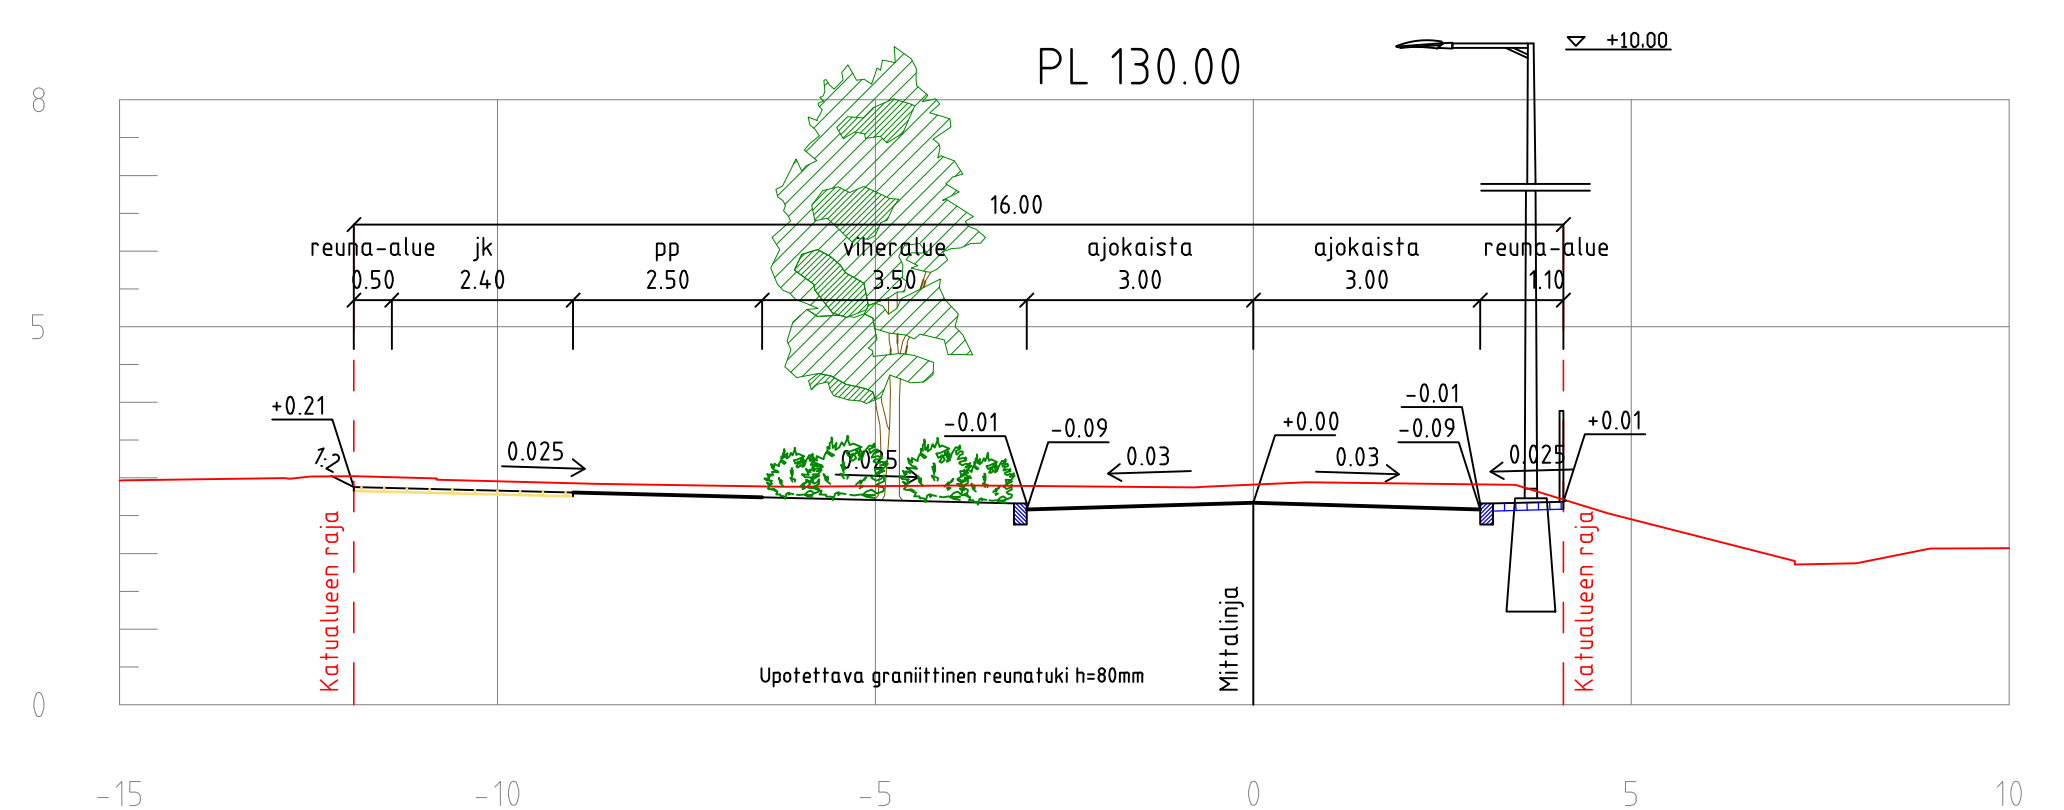 +10.00
PL 130.00
8
16.00
reuna-alue jk pp viheralue ajokaista ajokaista reuna-alue
0.50 2.40 2.50 3.50 3.00 3.00 1.10
5
-0.01
+0.21 -0.01 -0.09 +0.00 -0.09 +0.01
1:2 0.025 0.025 0.03 0.03 0.025
Katualueen raja
Mittalinja
Katualueen raja
Upotettava graniittinen reunatuki h=80mm
0
-15 -10 -5 0 5 10